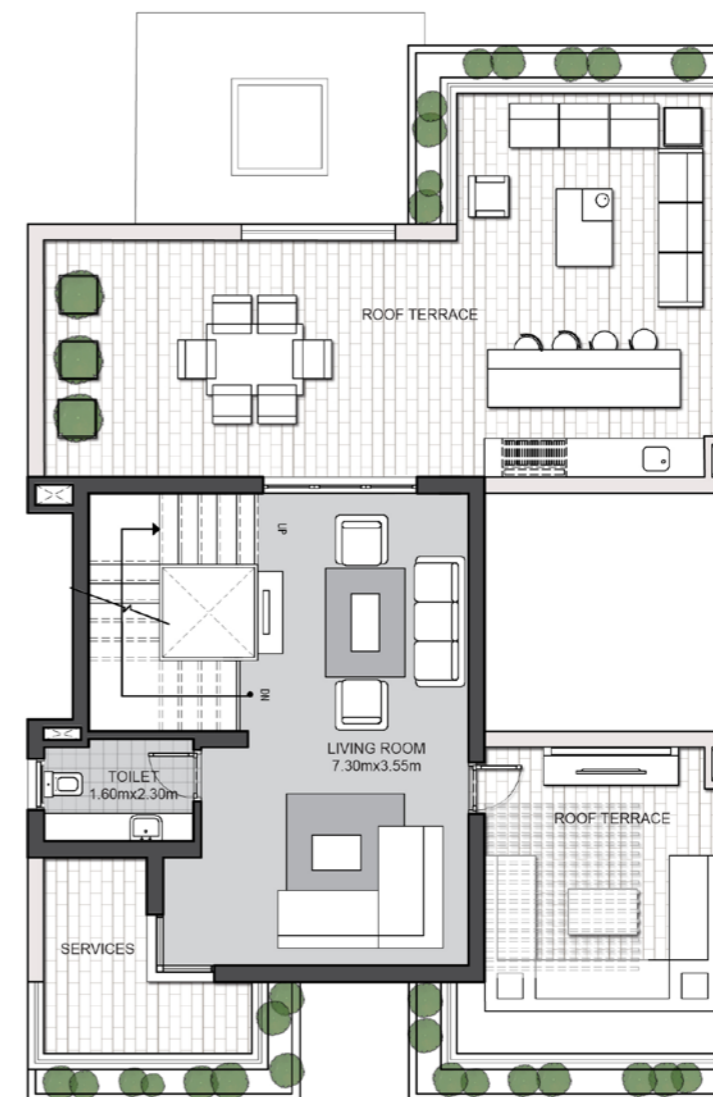 ROOF TERRACE
UP
DN
LIVING ROOM
7.30mx3.55m
TOILET
1.60mx2.30m
ROOF TERRACE
SERVICES